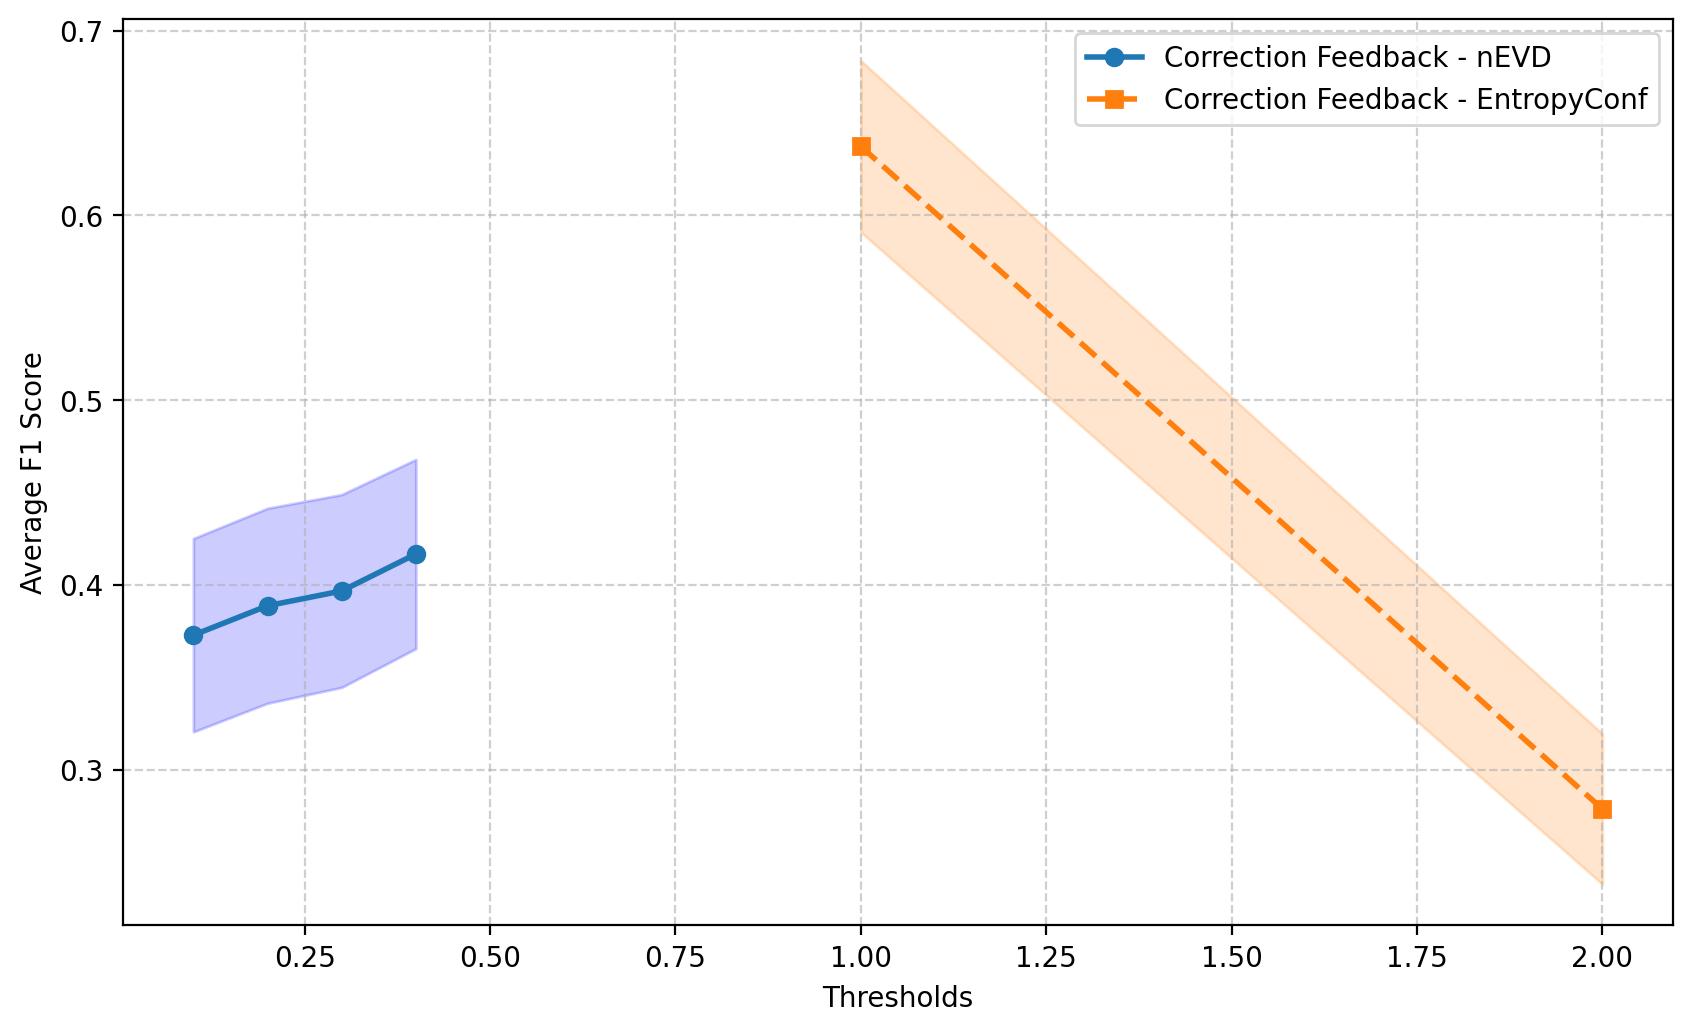 0.7
0.6
0.5
0.4
0.3
Average F1 Score
Correction Feedback - nEVD
Correction Feedback - EntropyConf
0.25 0.50 0.75 1.00 1.25 1.50 1.75 2.00
Thresholds